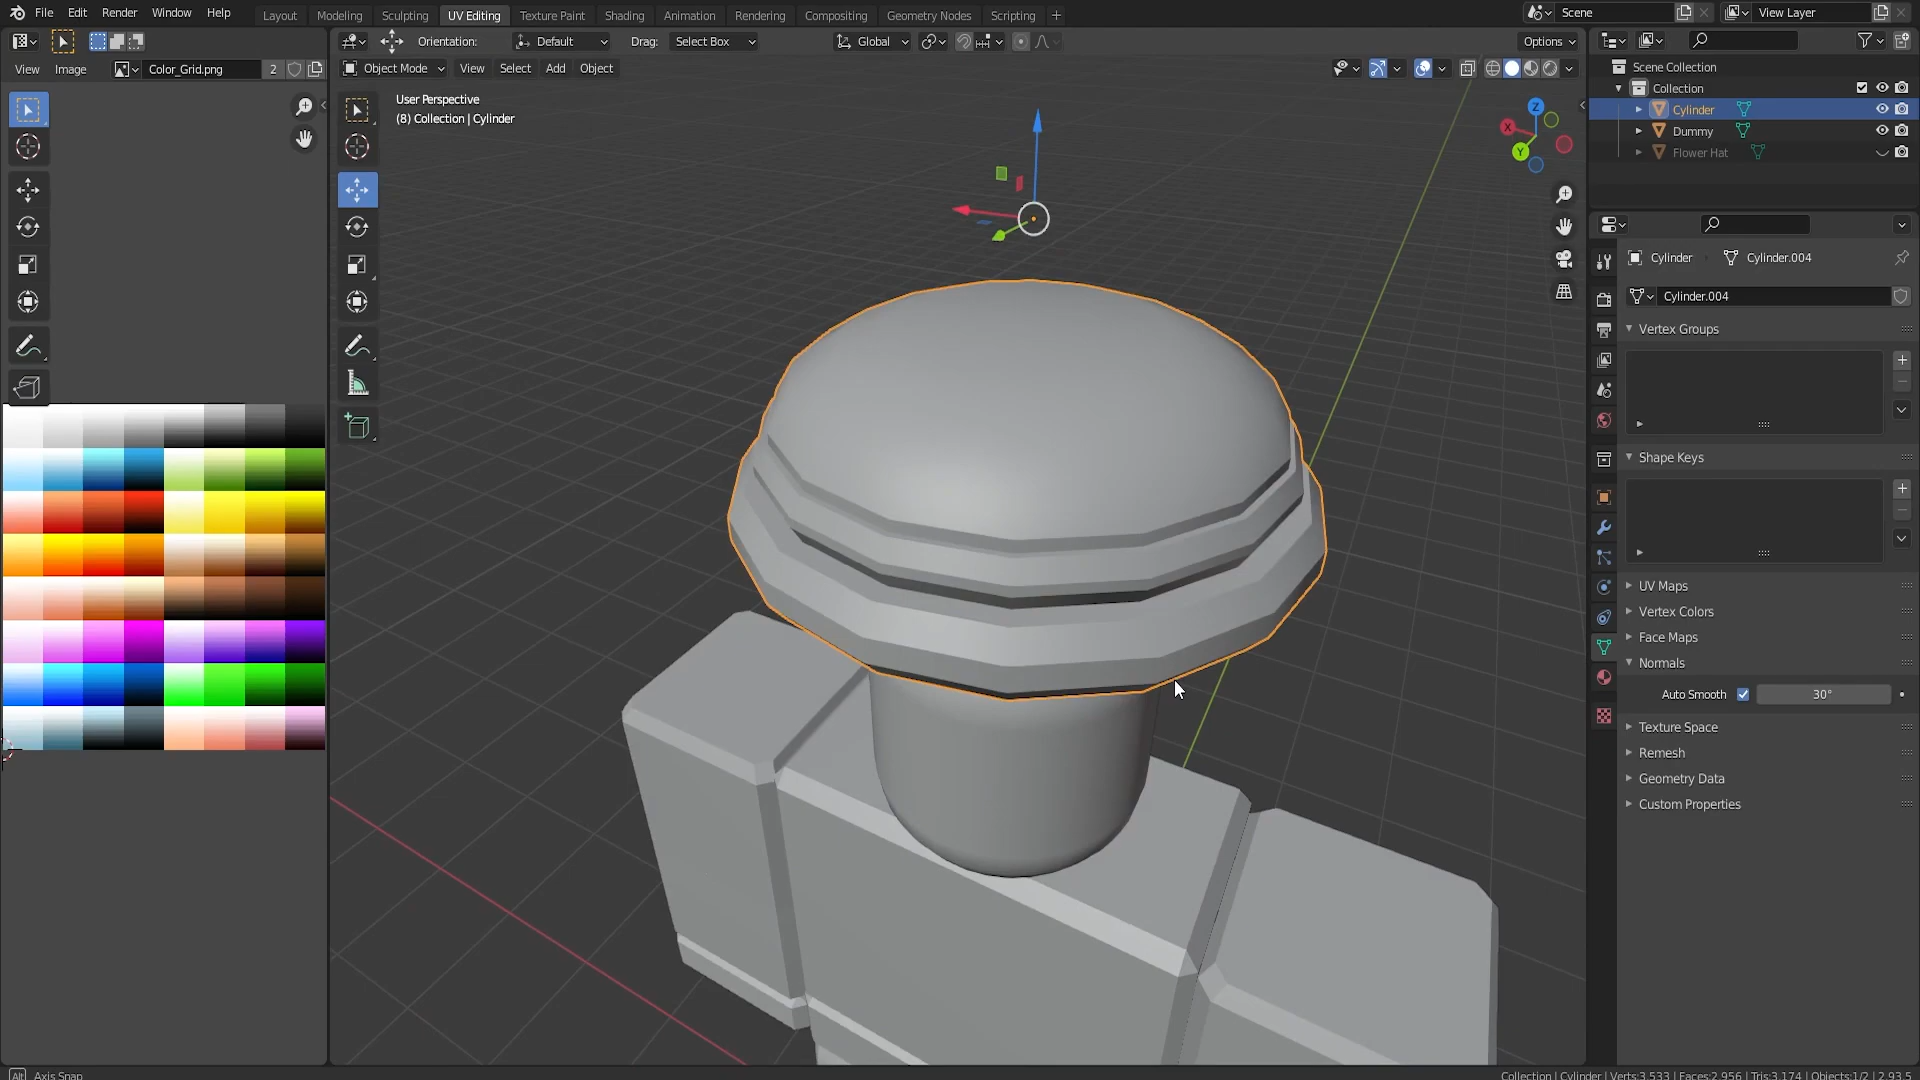 File Edit Render Window Help Layout Modeling Sculpting UV Editing Texture Paint Shading Animation Rendering Compositing Geometry Nodes Scripting + Scene View Layer
Orientation: Default Drag: Select Box Global Options
View Image Color_Grid.png 2 Object Mode View Select Add Object
User Perspective
(8) Collection | Cylinder
Z
X
Y
Scene Collection
Collection
Cylinder
Dummy
Flower Hat
Cylinder Cylinder.004
Cylinder.004
Vertex Groups
Shape Keys
UV Maps
Vertex Colors
Face Maps
Normals
Auto Smooth 30°
Texture Space
Remesh
Geometry Data
Custom Properties
Alt Axis Snap
Collection | Cylinder | Verts:3,533 | Faces:2,956 | Tris:3,174 | Objects:1/2 | 2.93.5